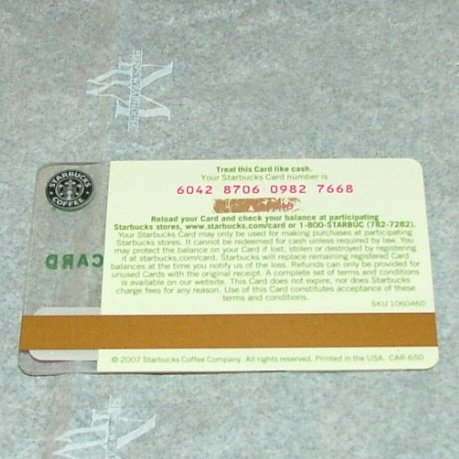 Treat this Card like cash.
Your Starbucks Card number is
6042 8706 0982 7668
Reload your Card and check your balance at participating
Starbucks stores, www.starbucks.com/card or 1-800-STARBUC (782-7282).
Your Starbucks Card may only be used for making purchases at participating
Starbucks stores. It cannot be redeemed for cash unless required by law. You
may protect the balance on your Card if lost, stolen or destroyed by registering
it at starbucks.com/card. Starbucks will replace remaining registered Card
balances at the time you notify us of the loss. Refunds can only be provided for
unused Cards with the original receipt. A complete set of terms and conditions
is available on our website. This Card does not expire, nor does Starbucks
charge fees for any reason. Use of this Card constitutes acceptance of these
terms and conditions.
SKU 1060460
© 2007 Starbucks Coffee Company. All rights reserved. Printed in the USA. CAR-650
STARBUCKS
COFFEE
CARD